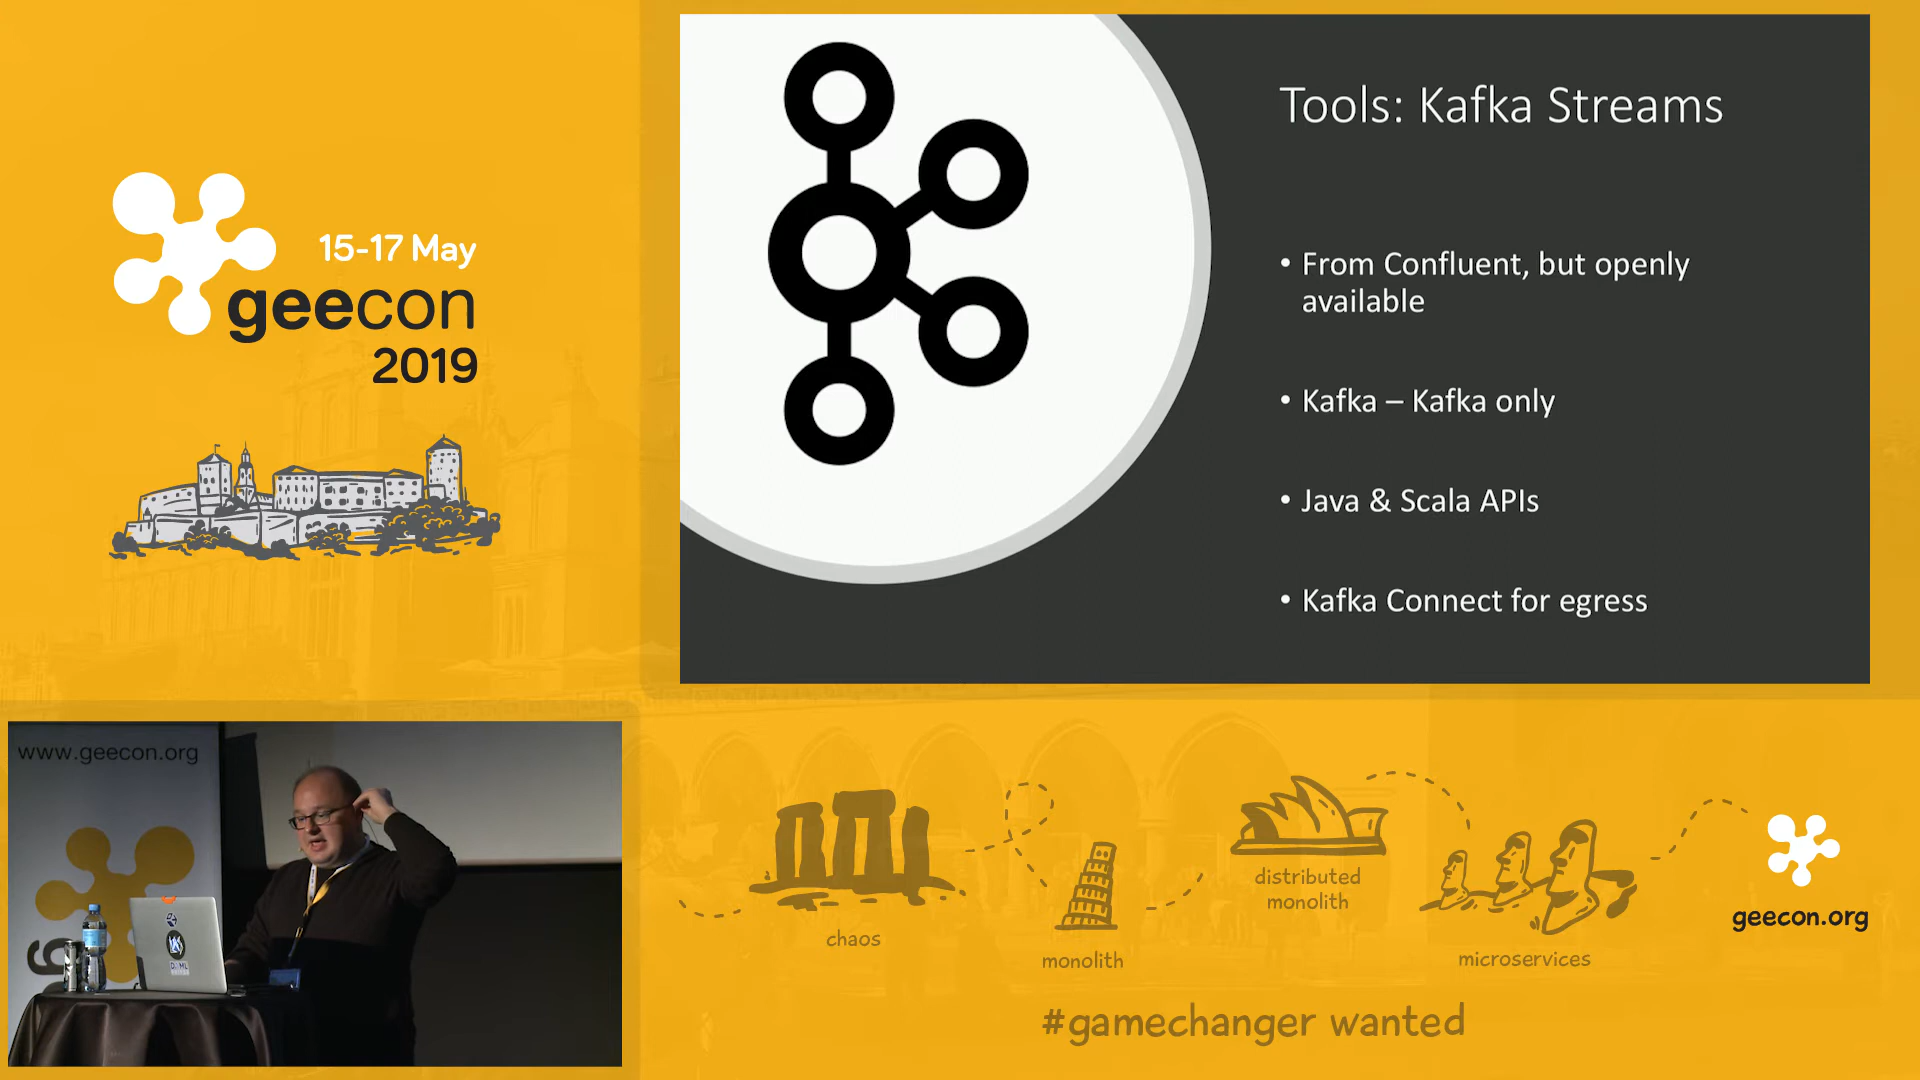 15-17 May
geecon
2019
Tools: Kafka Streams
• From Confluent, but openly
available
• Kafka – Kafka only
• Java & Scala APIs
• Kafka Connect for egress
www.geecon.org
g
chaos
monolith
distributed
monolith
microservices
geecon.org
#gamechanger wanted